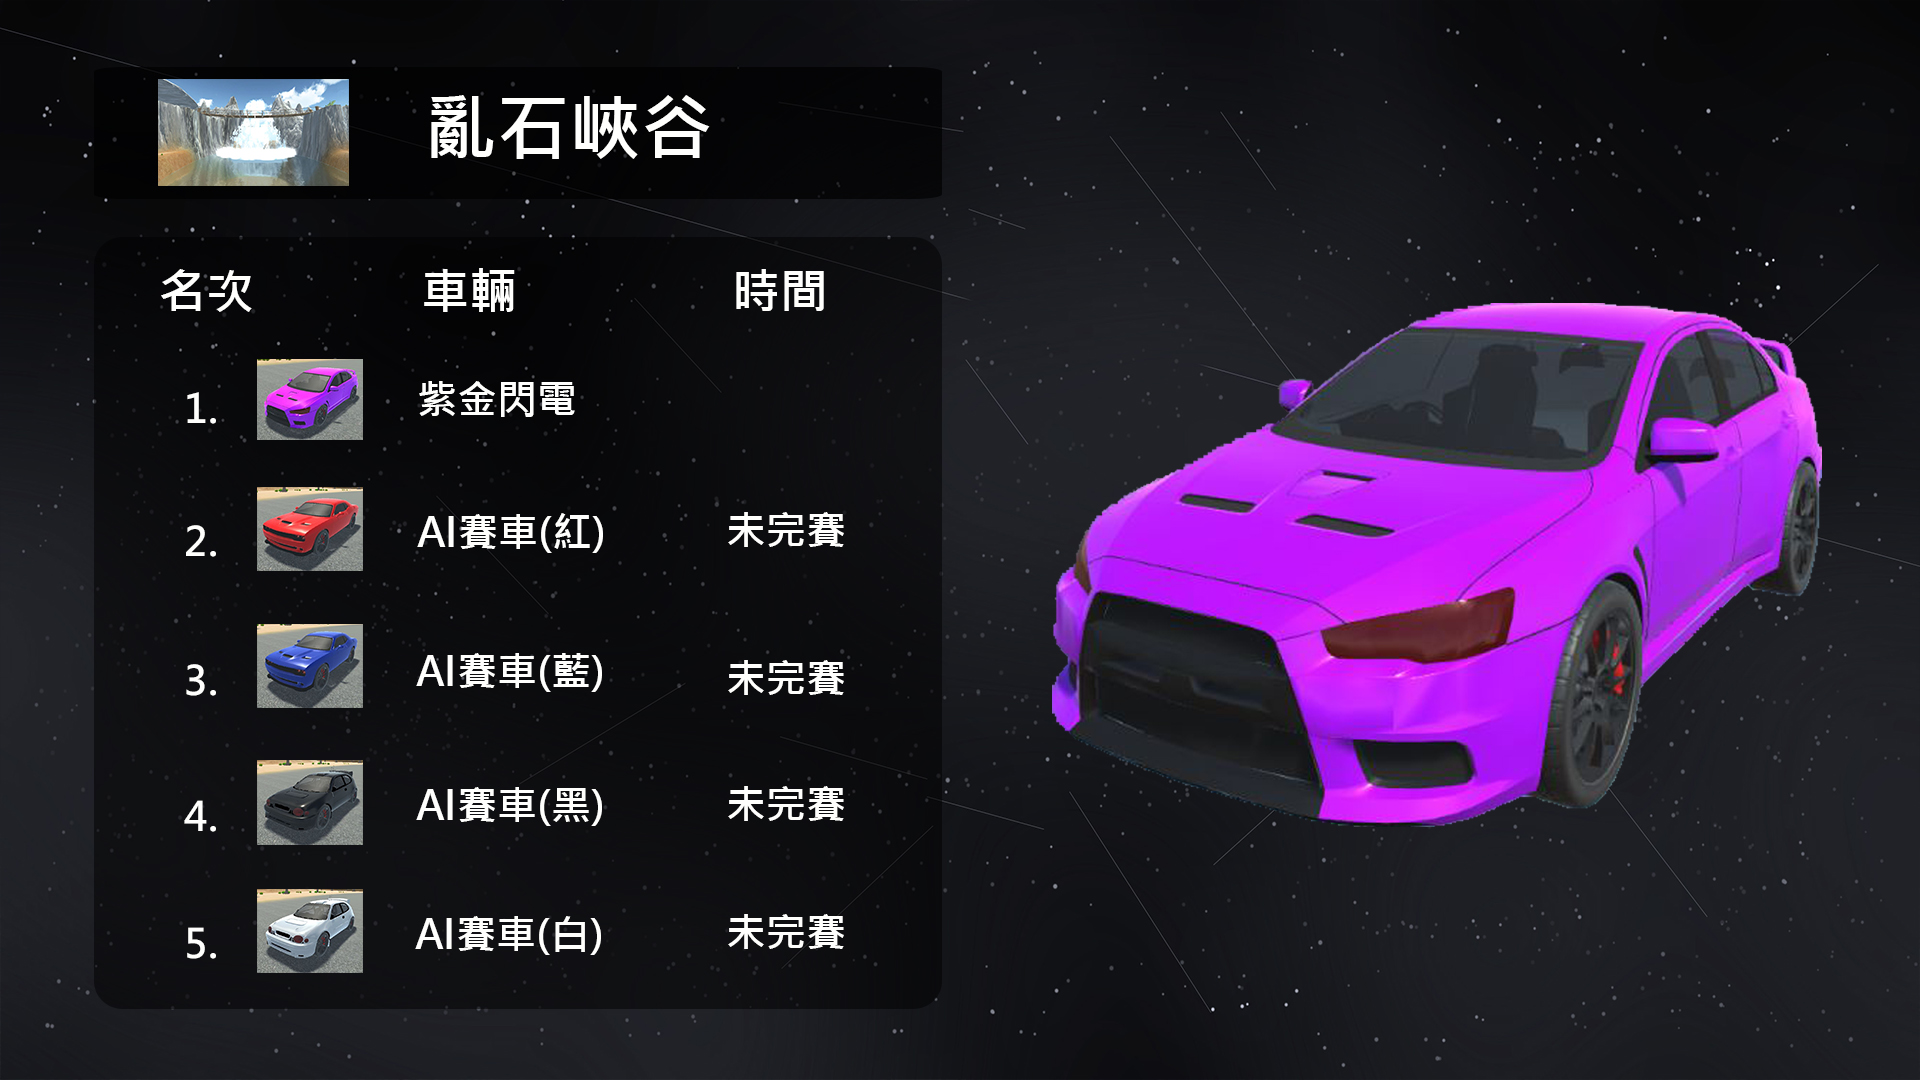 亂石峽谷
名次 車輛 時間
1. 紫金閃電
2. AI賽車(紅) 未完賽
3. AI賽車(藍) 未完賽
4. AI賽車(黑) 未完賽
5. AI賽車(白) 未完賽